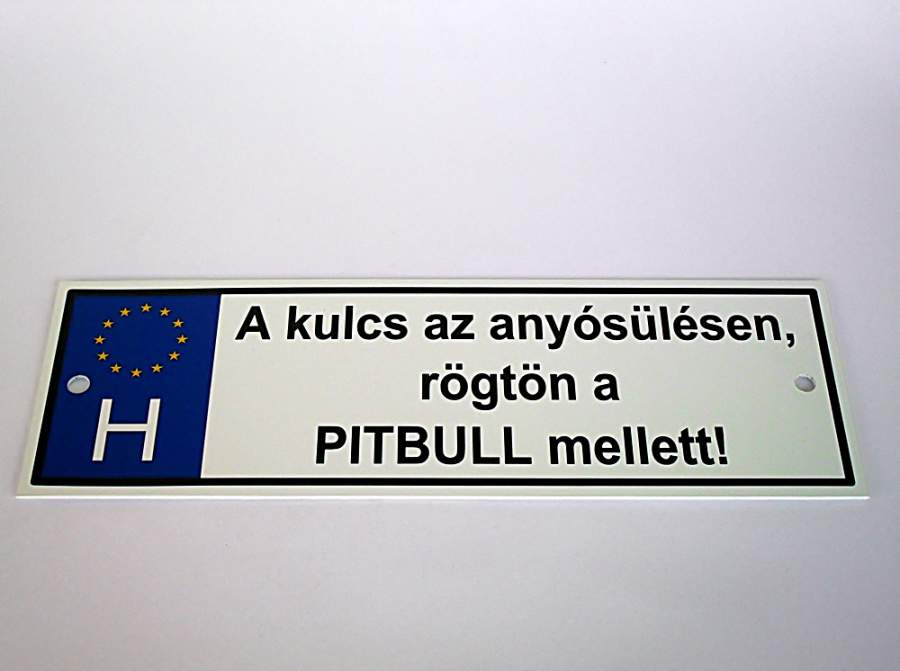 H
A kulcs az anyósülésen,
rögtön a
PITBULL mellett!